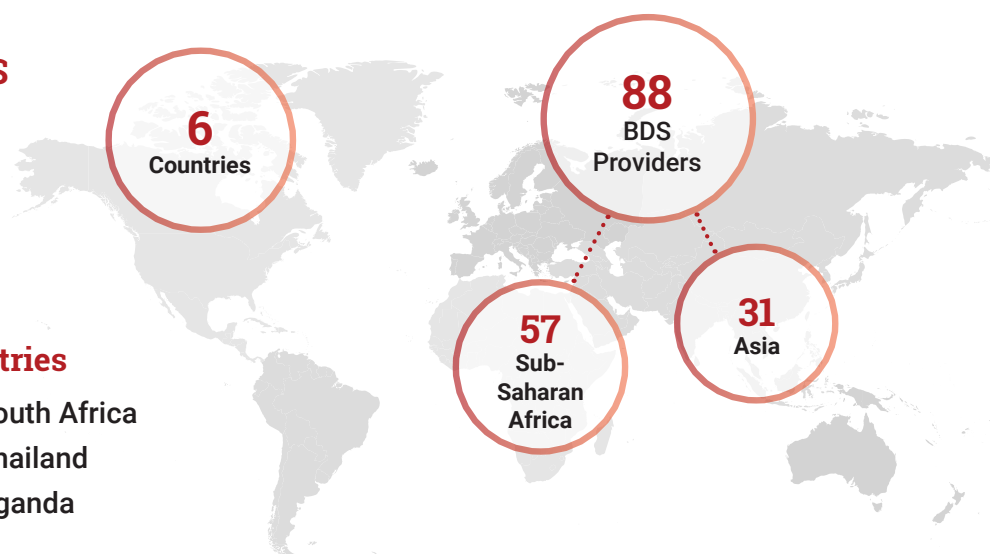 s
6
Countries
88
BDS
Providers
57
Sub-
Saharan
Africa
31
Asia
tries
outh Africa
hailand
ganda